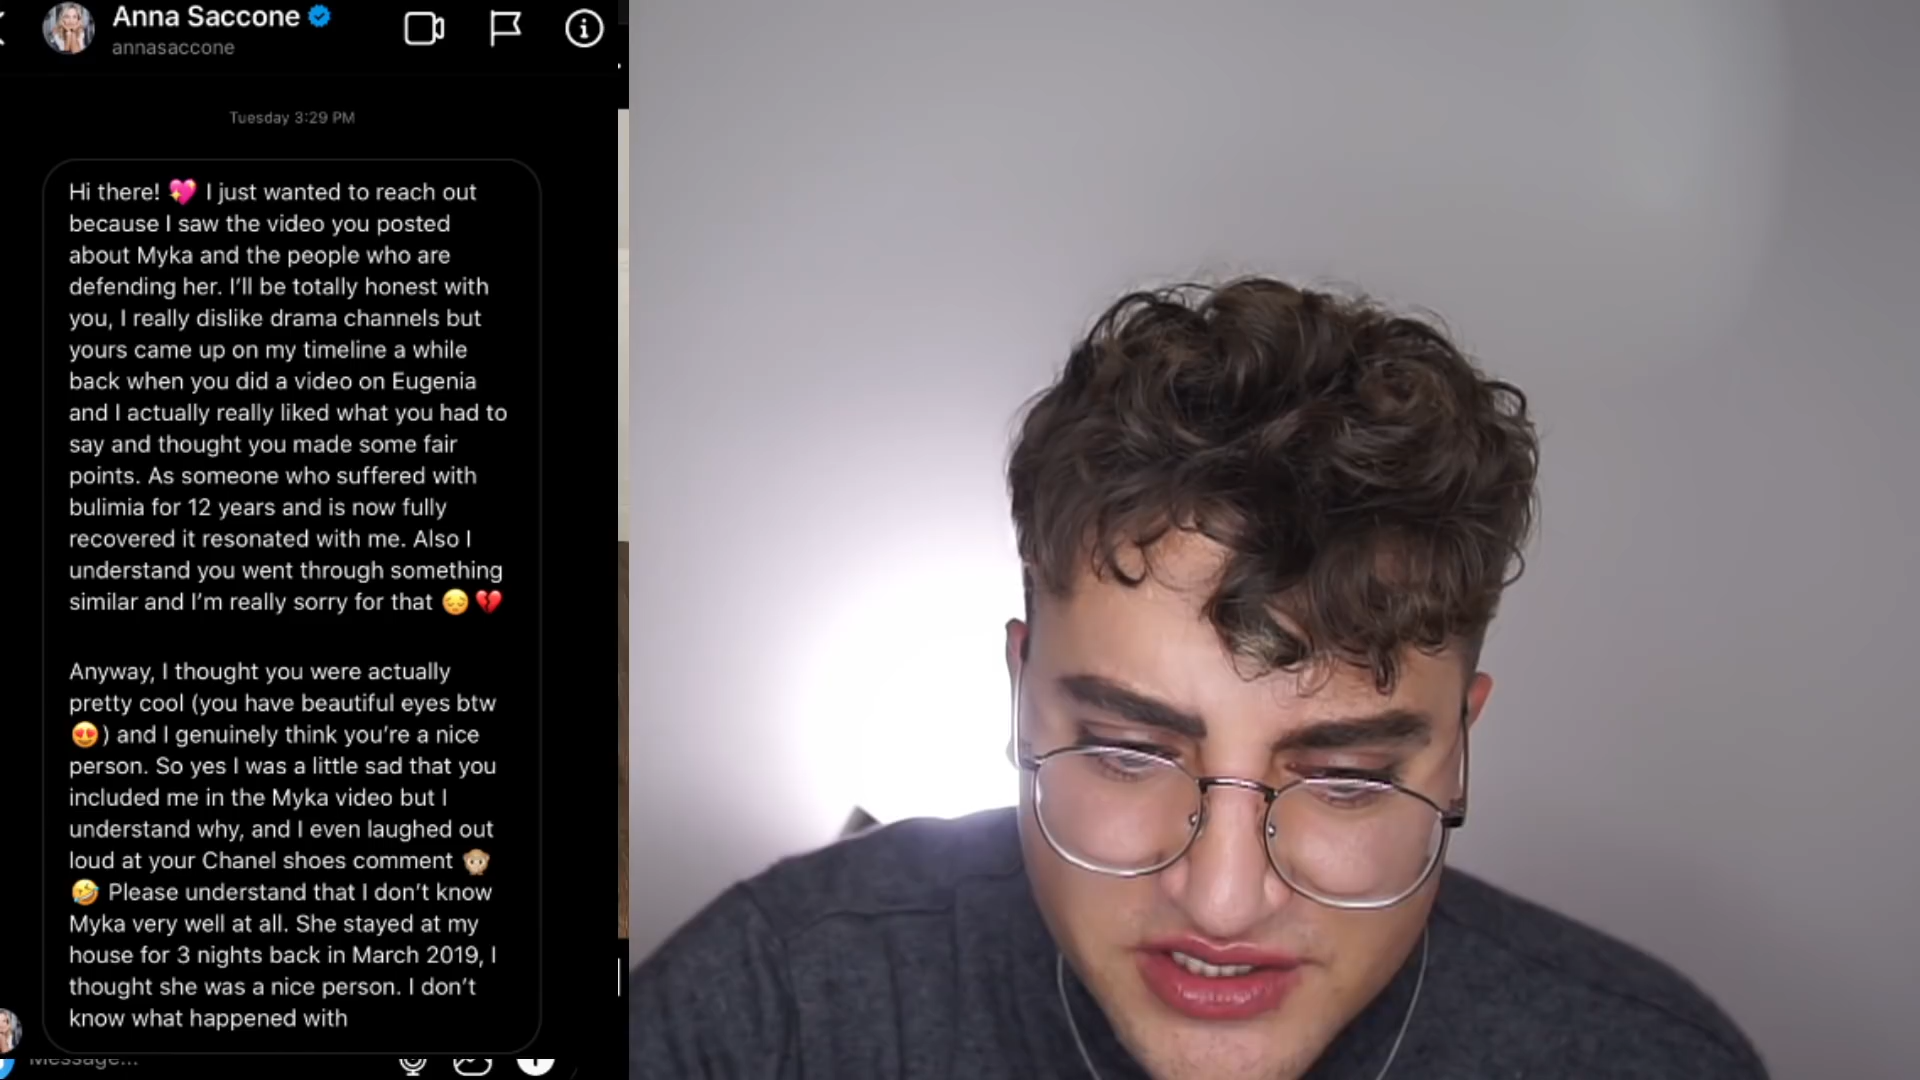 Anna Saccone
annasaccone
Tuesday 3:29 PM
Hi there! 💖 I just wanted to reach out
because I saw the video you posted
about Myka and the people who are
defending her. I’ll be totally honest with
you, I really dislike drama channels but
yours came up on my timeline a while
back when you did a video on Eugenia
and I actually really liked what you had to
say and thought you made some fair
points. As someone who suffered with
bulimia for 12 years and is now fully
recovered it resonated with me. Also I
understand you went through something
similar and I’m really sorry for that 😔💔
Anyway, I thought you were actually
pretty cool (you have beautiful eyes btw
😍) and I genuinely think you’re a nice
person. So yes I was a little sad that you
included me in the Myka video but I
understand why, and I even laughed out
loud at your Chanel shoes comment 🙈
🤣 Please understand that I don’t know
Myka very well at all. She stayed at my
house for 3 nights back in March 2019, I
thought she was a nice person. I don’t
know what happened with
Message...